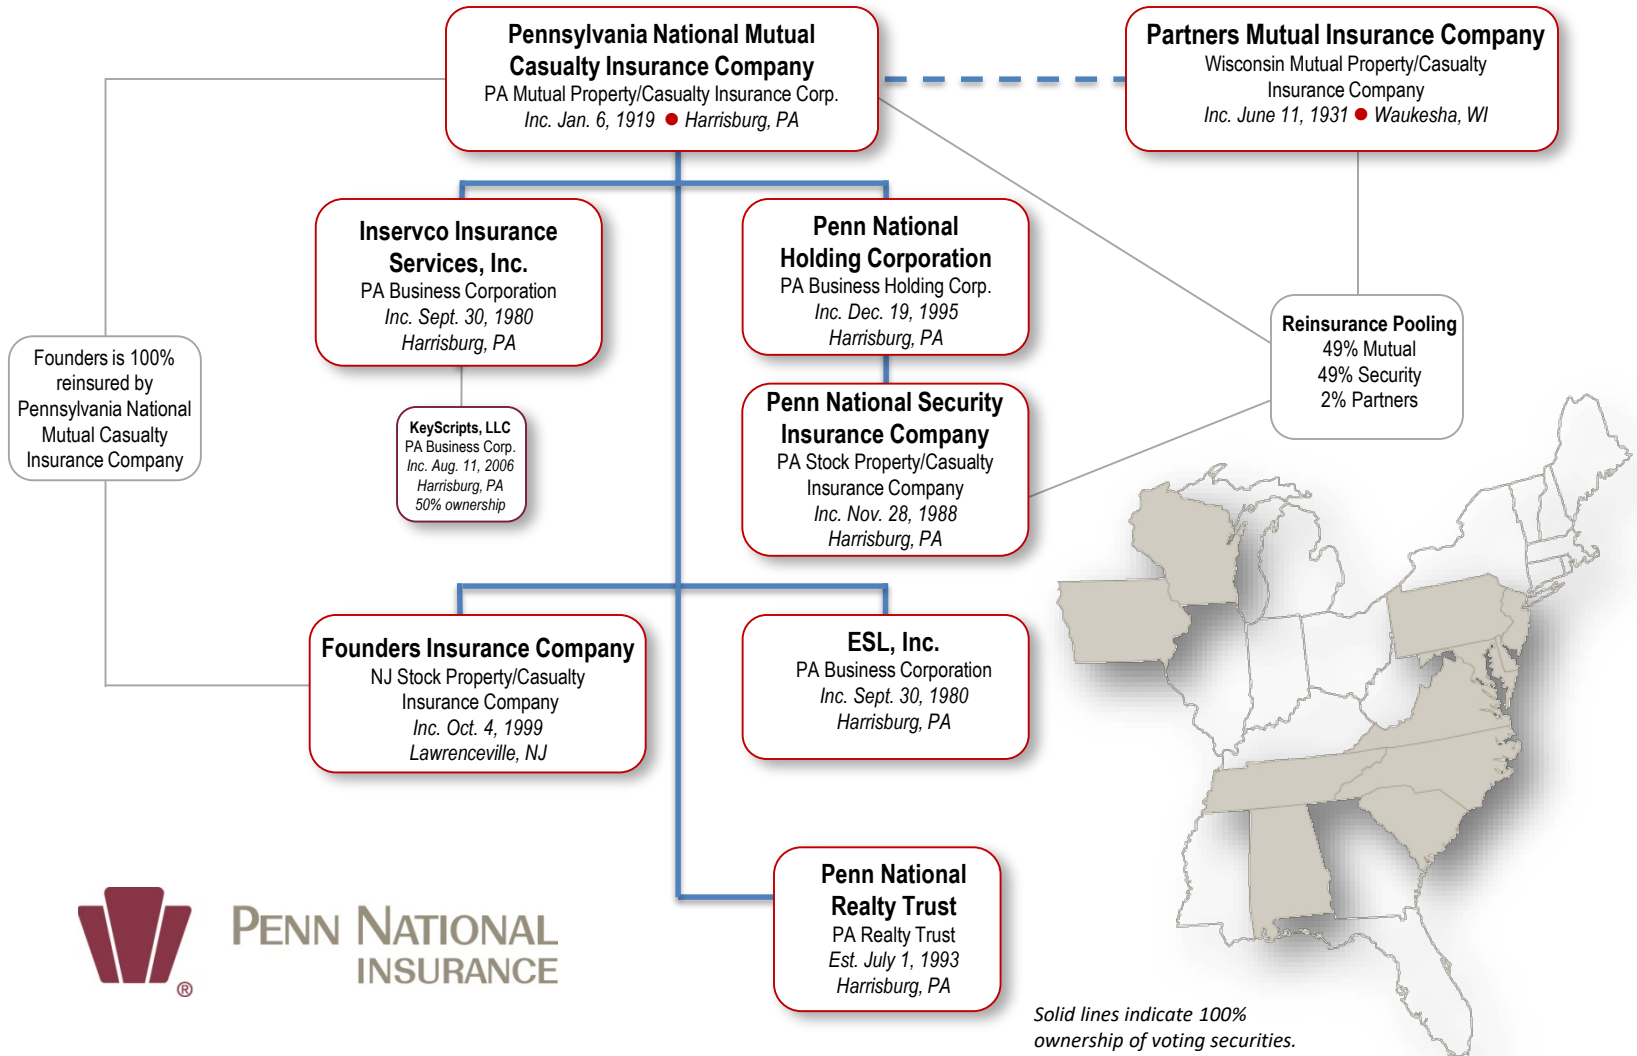 Pennsylvania National Mutual
Casualty Insurance Company
PA Mutual Property/Casualty Insurance Corp.
Inc. Jan. 6, 1919 ● Harrisburg, PA
Partners Mutual Insurance Company
Wisconsin Mutual Property/Casualty
Insurance Company
Inc. June 11, 1931 ● Waukesha, WI
Inservco Insurance
Services, Inc.
PA Business Corporation
Inc. Sept. 30, 1980
Harrisburg, PA
Penn National
Holding Corporation
PA Business Holding Corp.
Inc. Dec. 19, 1995
Harrisburg, PA
Reinsurance Pooling
49% Mutual
49% Security
2% Partners
Founders is 100%
reinsured by
Pennsylvania National
Mutual Casualty
Insurance Company
KeyScripts, LLC
PA Business Corp.
Inc. Aug. 11, 2006
Harrisburg, PA
50% ownership
Penn National Security
Insurance Company
PA Stock Property/Casualty
Insurance Company
Inc. Nov. 28, 1988
Harrisburg, PA
Founders Insurance Company
NJ Stock Property/Casualty
Insurance Company
Inc. Oct. 4, 1999
Lawrenceville, NJ
ESL, Inc.
PA Business Corporation
Inc. Sept. 30, 1980
Harrisburg, PA
Penn National
Realty Trust
PA Realty Trust
Est. July 1, 1993
Harrisburg, PA
PENN NATIONAL
INSURANCE
®
Solid lines indicate 100%
ownership of voting securities.